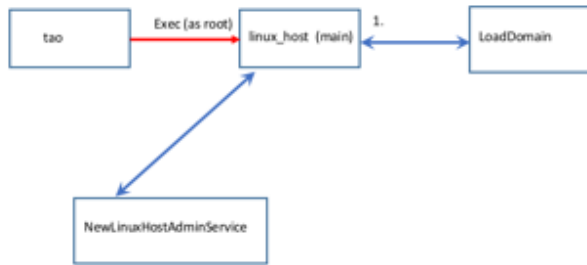 Exec (as root)
1.
tao
linux_host (main)
LoadDomain
NewLinuxHostAdminService